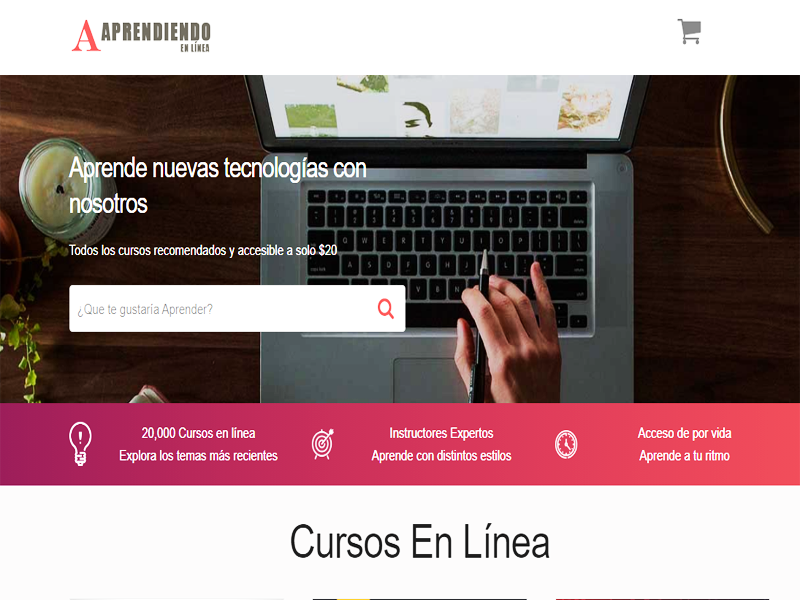 A APRENDIENDO
EN LÍNEA
Aprende nuevas tecnologías con
nosotros
Todos los cursos recomendados y accesible a solo $20
¿Que te gustaría Aprender?
20,000 Cursos en línea
Explora los temas más recientes
Instructores Expertos
Aprende con distintos estilos
Acceso de por vida
Aprende a tu ritmo
Cursos En Línea